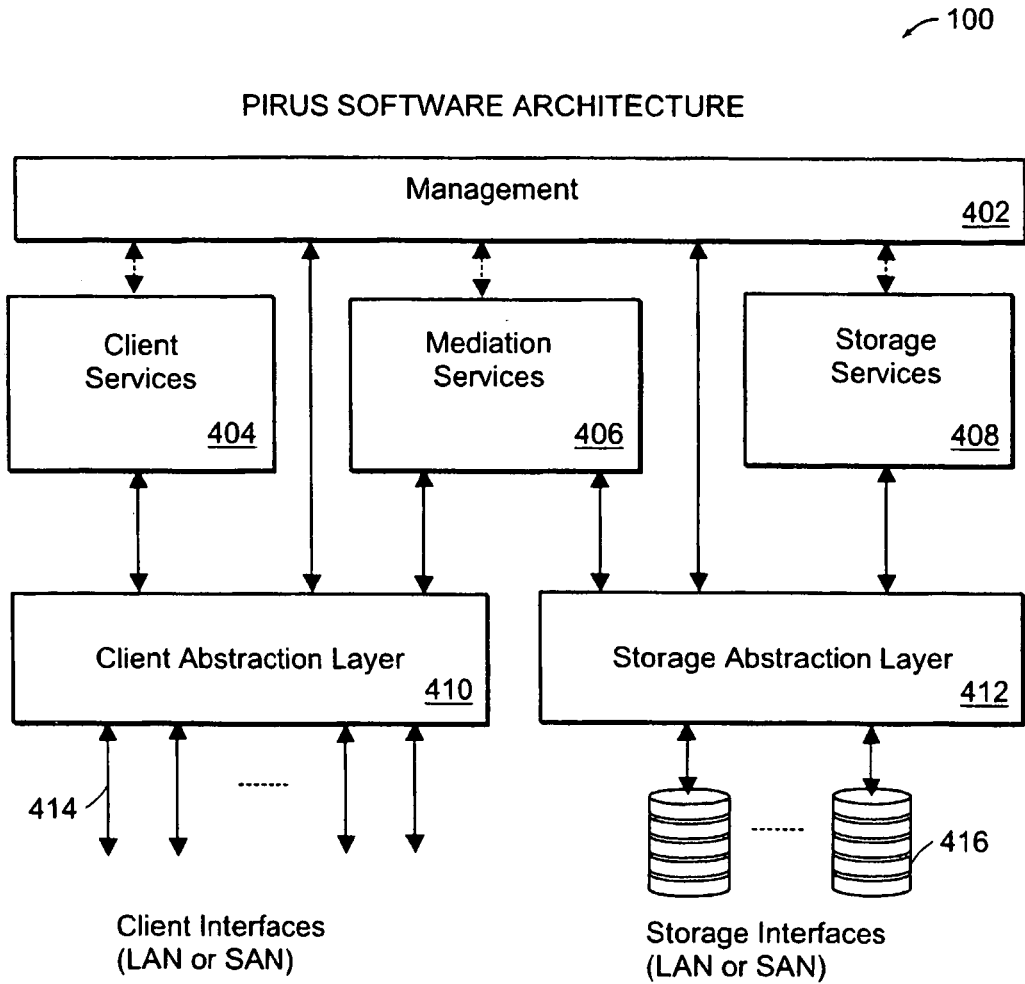 100
PIRUS SOFTWARE ARCHITECTURE
Management
402
Client
Services
404
Mediation
Services
406
Storage
Services
408
Client Abstraction Layer
410
Storage Abstraction Layer
412
414
416
Client Interfaces
(LAN or SAN)
Storage Interfaces
(LAN or SAN)